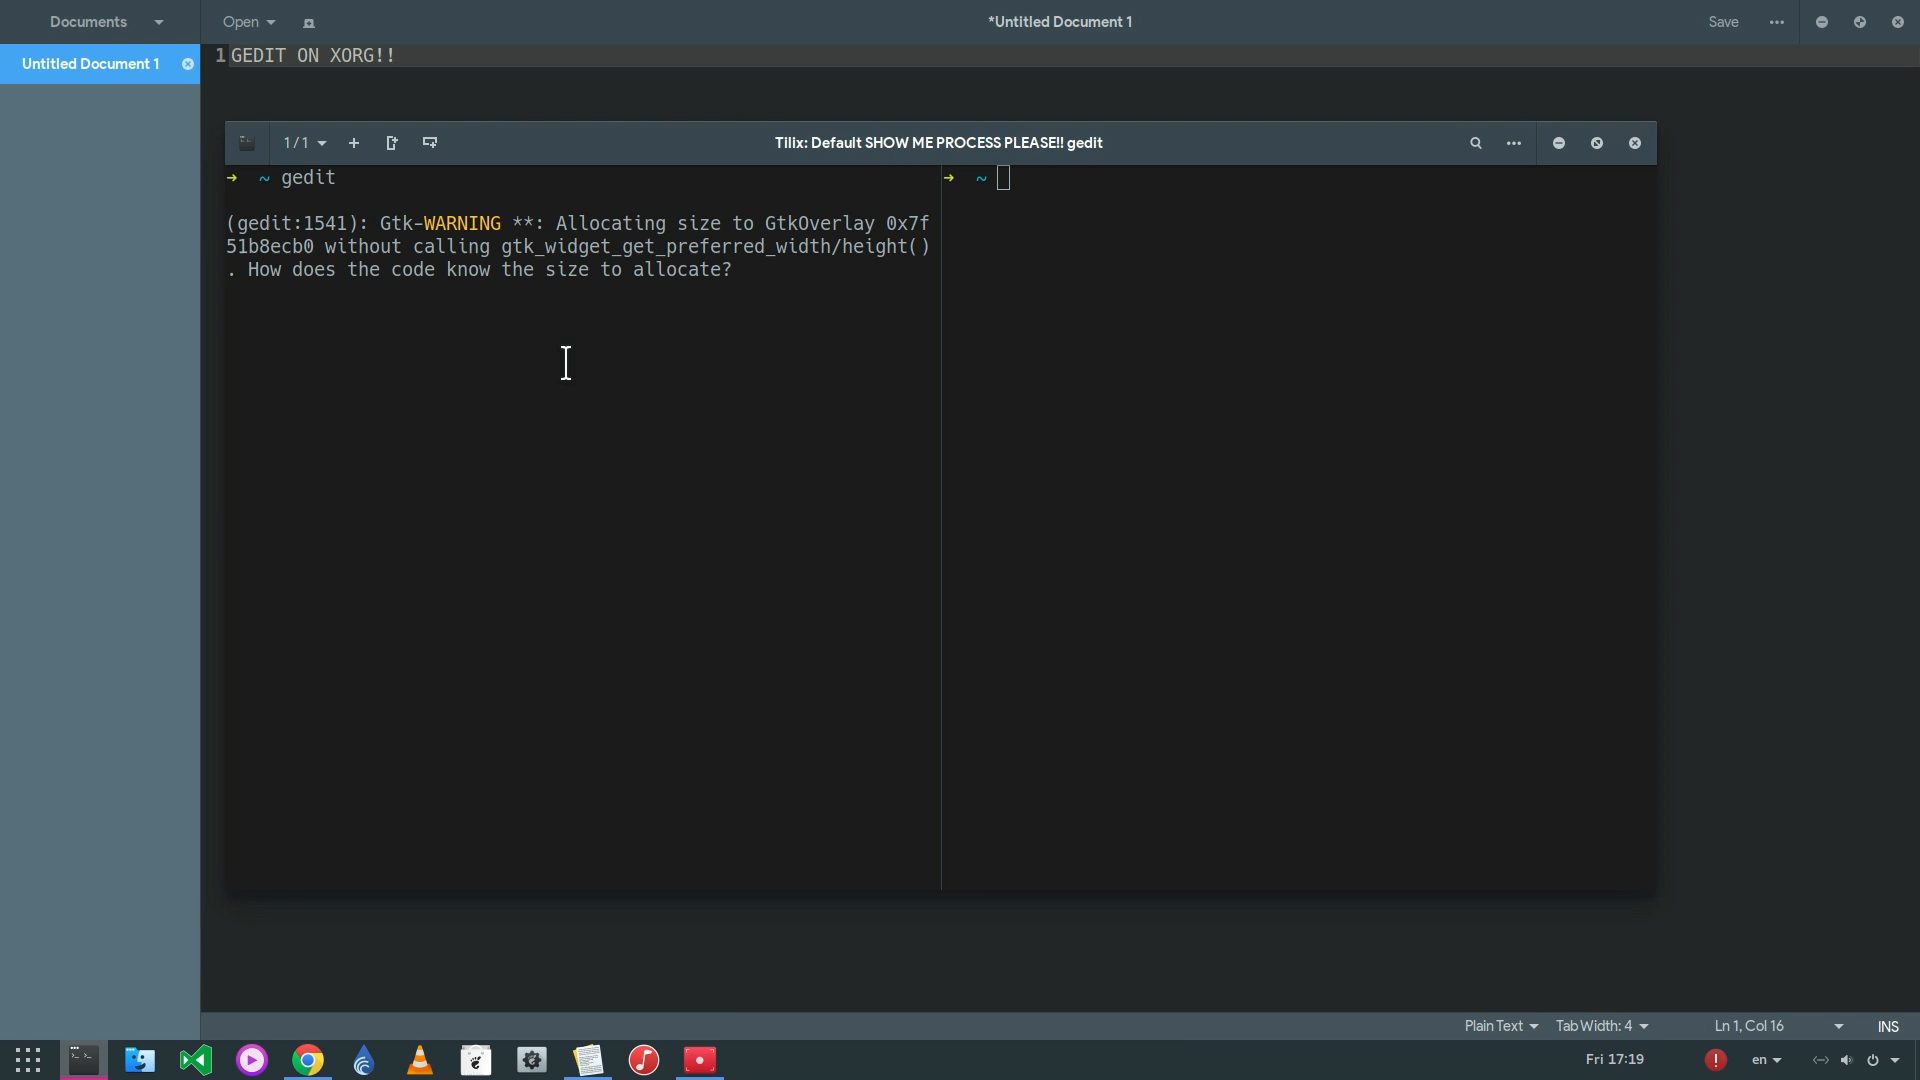 Documents
Open
*Untitled Document 1
Save
Untitled Document 1
1 GEDIT ON XORG!!
1 / 1
Tilix: Default SHOW ME PROCESS PLEASE!! gedit
→ ~ gedit
→ ~
(gedit:1541): Gtk-WARNING **: Allocating size to GtkOverlay 0x7f
51b8ecb0 without calling gtk_widget_get_preferred_width/height()
. How does the code know the size to allocate?
Plain Text
Tab Width: 4
Ln 1, Col 16
INS
Fri 17:19
en